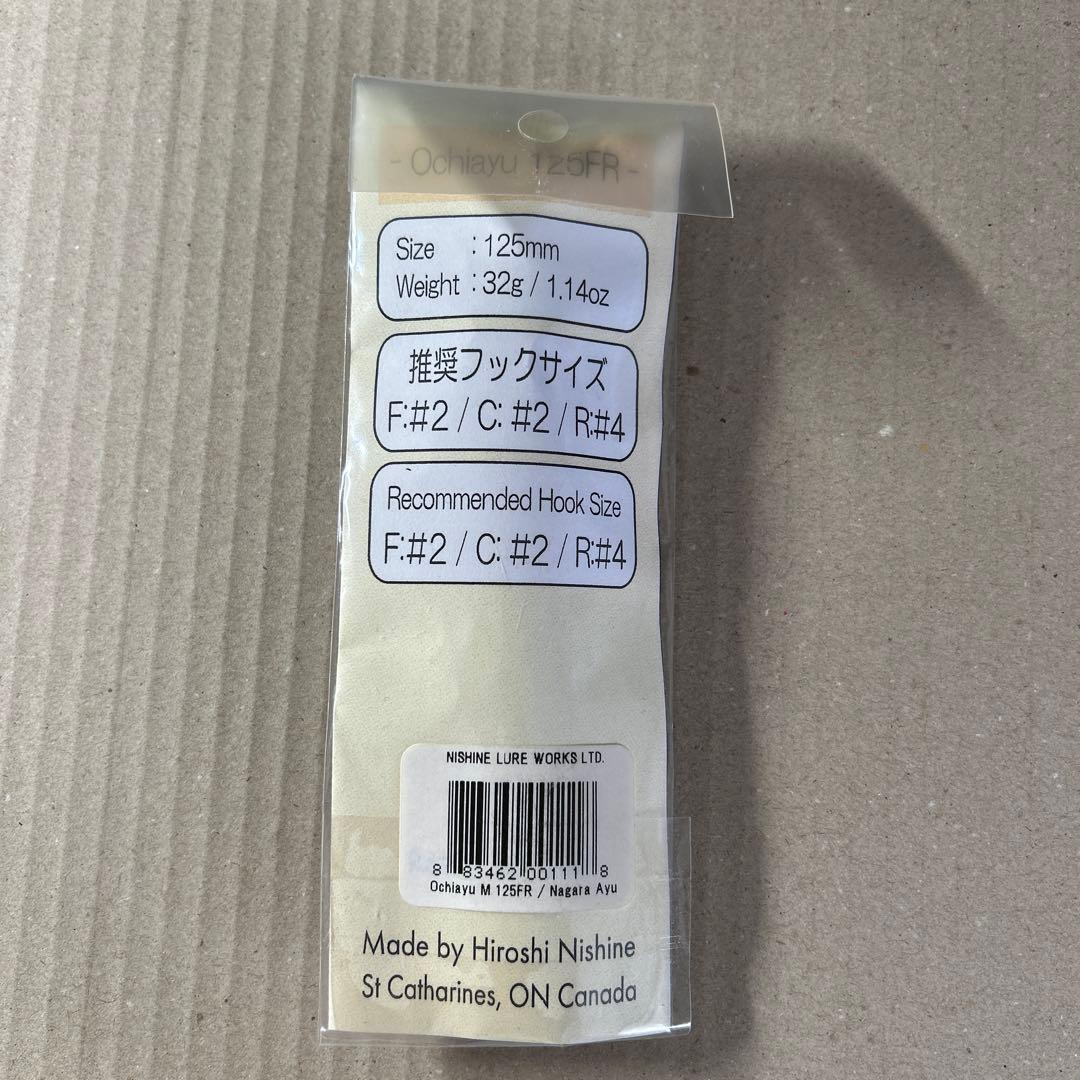 - Ochiayu 125FR -
Size : 125mm
Weight : 32g / 1.14oz
推奨フックサイズ
F:#2 / C: #2 / R:#4
Recommended Hook Size
F:#2 / C: #2 / R:#4
NISHINE LURE WORKS LTD.
8 83462 00111 8
Ochiayu M 125FR / Nagara Ayu
Made by Hiroshi Nishine
St Catharines, ON Canada